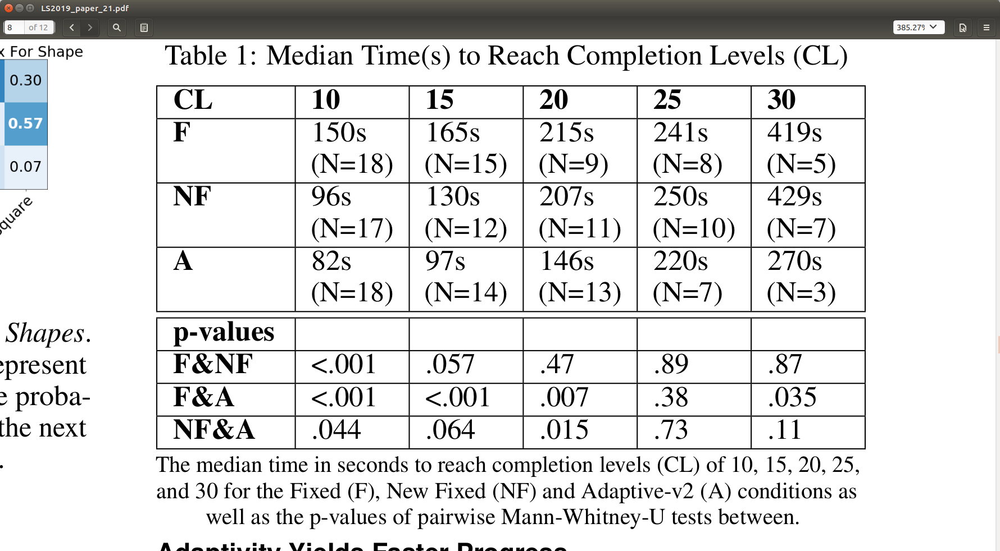 LS2019_paper_21.pdf
8 of 12
385.27%
x For Shape
0.30
0.57
0.07
Square
Shapes.
epresent
e proba-
the next
.
Table 1: Median Time(s) to Reach Completion Levels (CL)
CL 10 15 20 25 30
F 150s 165s 215s 241s 419s
(N=18) (N=15) (N=9) (N=8) (N=5)
NF 96s 130s 207s 250s 429s
(N=17) (N=12) (N=11) (N=10) (N=7)
A 82s 97s 146s 220s 270s
(N=18) (N=14) (N=13) (N=7) (N=3)
p-values
F&NF <.001 .057 .47 .89 .87
F&A <.001 <.001 .007 .38 .035
NF&A .044 .064 .015 .73 .11
The median time in seconds to reach completion levels (CL) of 10, 15, 20, 25,
and 30 for the Fixed (F), New Fixed (NF) and Adaptive-v2 (A) conditions as
well as the p-values of pairwise Mann-Whitney-U tests between.
Adaptivity Yields Faster Progress